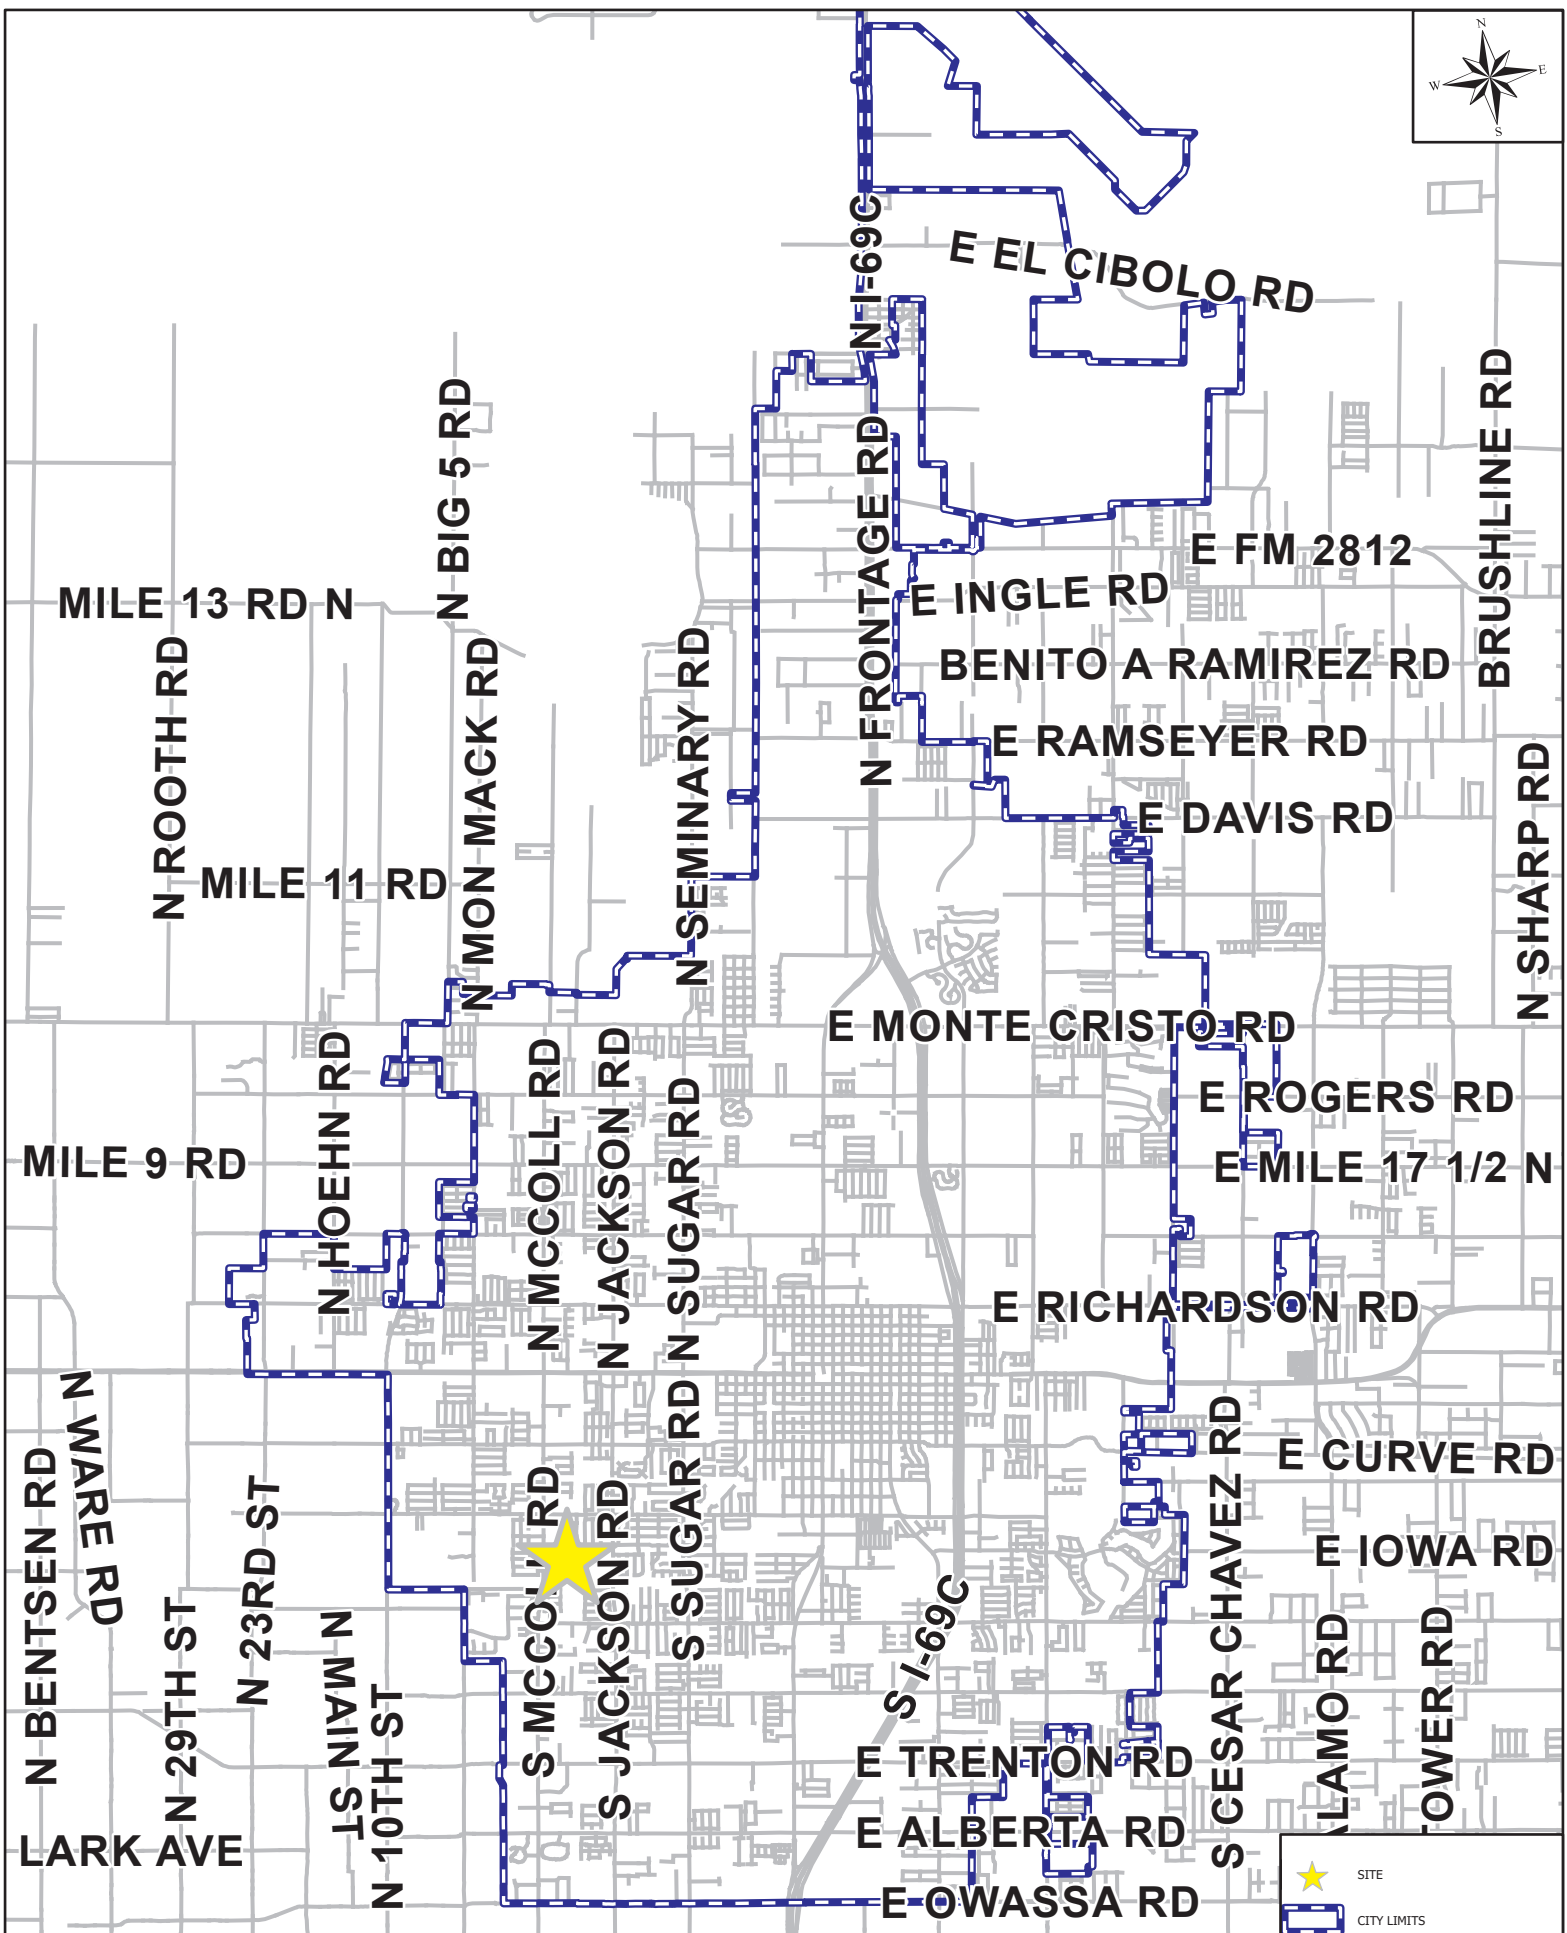 N
W
E
S
E EL CIBOLO RD
N I-69C
N BIG 5 RD
BRUSHLINE RD
N FRONTAGE RD
E FM 2812
E INGLE RD
MILE 13 RD N
BENITO A RAMIREZ RD
N ROOTH RD
N MON MACK RD
N SEMINARY RD
E RAMSEYER RD
N SHARP RD
E DAVIS RD
MILE 11 RD
E MONTE CRISTO RD
N HOEHN RD
N MCCOLL RD
N JACKSON RD
N SUGAR RD
E ROGERS RD
MILE 9 RD
E MILE 17 1/2 N
E RICHARDSON RD
N WARE RD
S SUGAR RD
S CESAR CHAVEZ RD
E CURVE RD
N BENTSEN RD
N 23RD ST
S MCCOLL RD
S JACKSON RD
E IOWA RD
S I-69C
N 29TH ST
N MAIN ST
N 10TH ST
ALAMO RD
TOWER RD
E TRENTON RD
E ALBERTA RD
LARK AVE
E OWASSA RD
SITE
CITY LIMITS